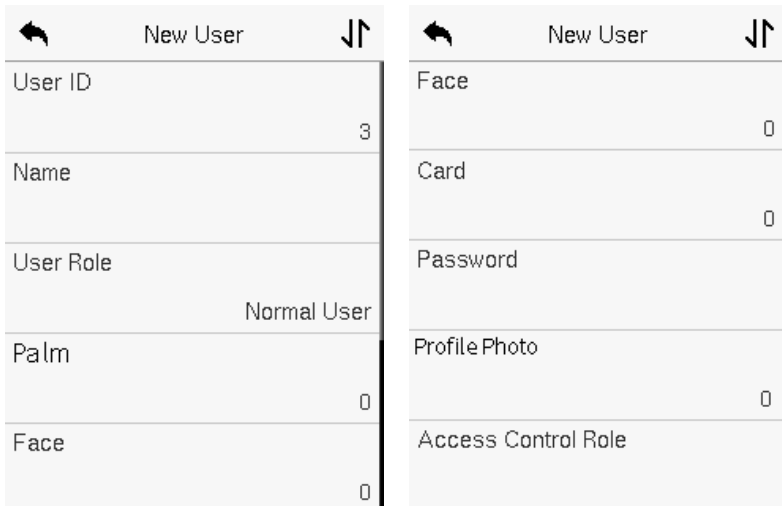 New User
User ID
3
Name
User Role
Normal User
Palm
0
Face
0
New User
Face
0
Card
0
Password
Profile Photo
0
Access Control Role